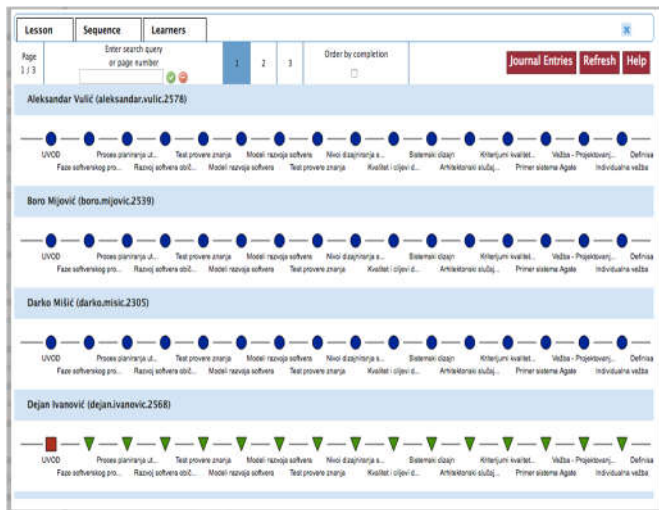 Lesson Sequence Learners
Page
1 / 3
Enter search query
or page number
1 2 3
Order by completion
Journal Entries Refresh Help
Aleksandar Vulić (aleksandar.vulic.2578)
UVOD Proces planiranja ut... Test provere znanja Modeli razvoja softvera Nivoi dizajniranja s... Sistemski dizajn Kriterijumi kvalitet... Vežba - Projektovanj... Definisa
Faze softverskog pro... Razvoj softvera obič... Modeli razvoja softvera Test provere znanja Kvalitet i ciljevi d... Arhitektonski slučaj... Primer sistema Agate Individualna vežba
Boro Mijović (boro.mijovic.2539)
UVOD Proces planiranja ut... Test provere znanja Modeli razvoja softvera Nivoi dizajniranja s... Sistemski dizajn Kriterijumi kvalitet... Vežba - Projektovanj... Definisa
Faze softverskog pro... Razvoj softvera obič... Modeli razvoja softvera Test provere znanja Kvalitet i ciljevi d... Arhitektonski slučaj... Primer sistema Agate Individualna vežba
Darko Mišić (darko.misic.2305)
UVOD Proces planiranja ut... Test provere znanja Modeli razvoja softvera Nivoi dizajniranja s... Sistemski dizajn Kriterijumi kvalitet... Vežba - Projektovanj... Definisa
Faze softverskog pro... Razvoj softvera obič... Modeli razvoja softvera Test provere znanja Kvalitet i ciljevi d... Arhitektonski slučaj... Primer sistema Agate Individualna vežba
Dejan Ivanović (dejan.ivanovic.2568)
UVOD Proces planiranja ut... Test provere znanja Modeli razvoja softvera Nivoi dizajniranja s... Sistemski dizajn Kriterijumi kvalitet... Vežba - Projektovanj... Definisa
Faze softverskog pro... Razvoj softvera obič... Modeli razvoja softvera Test provere znanja Kvalitet i ciljevi d... Arhitektonski slučaj... Primer sistema Agate Individualna vežba